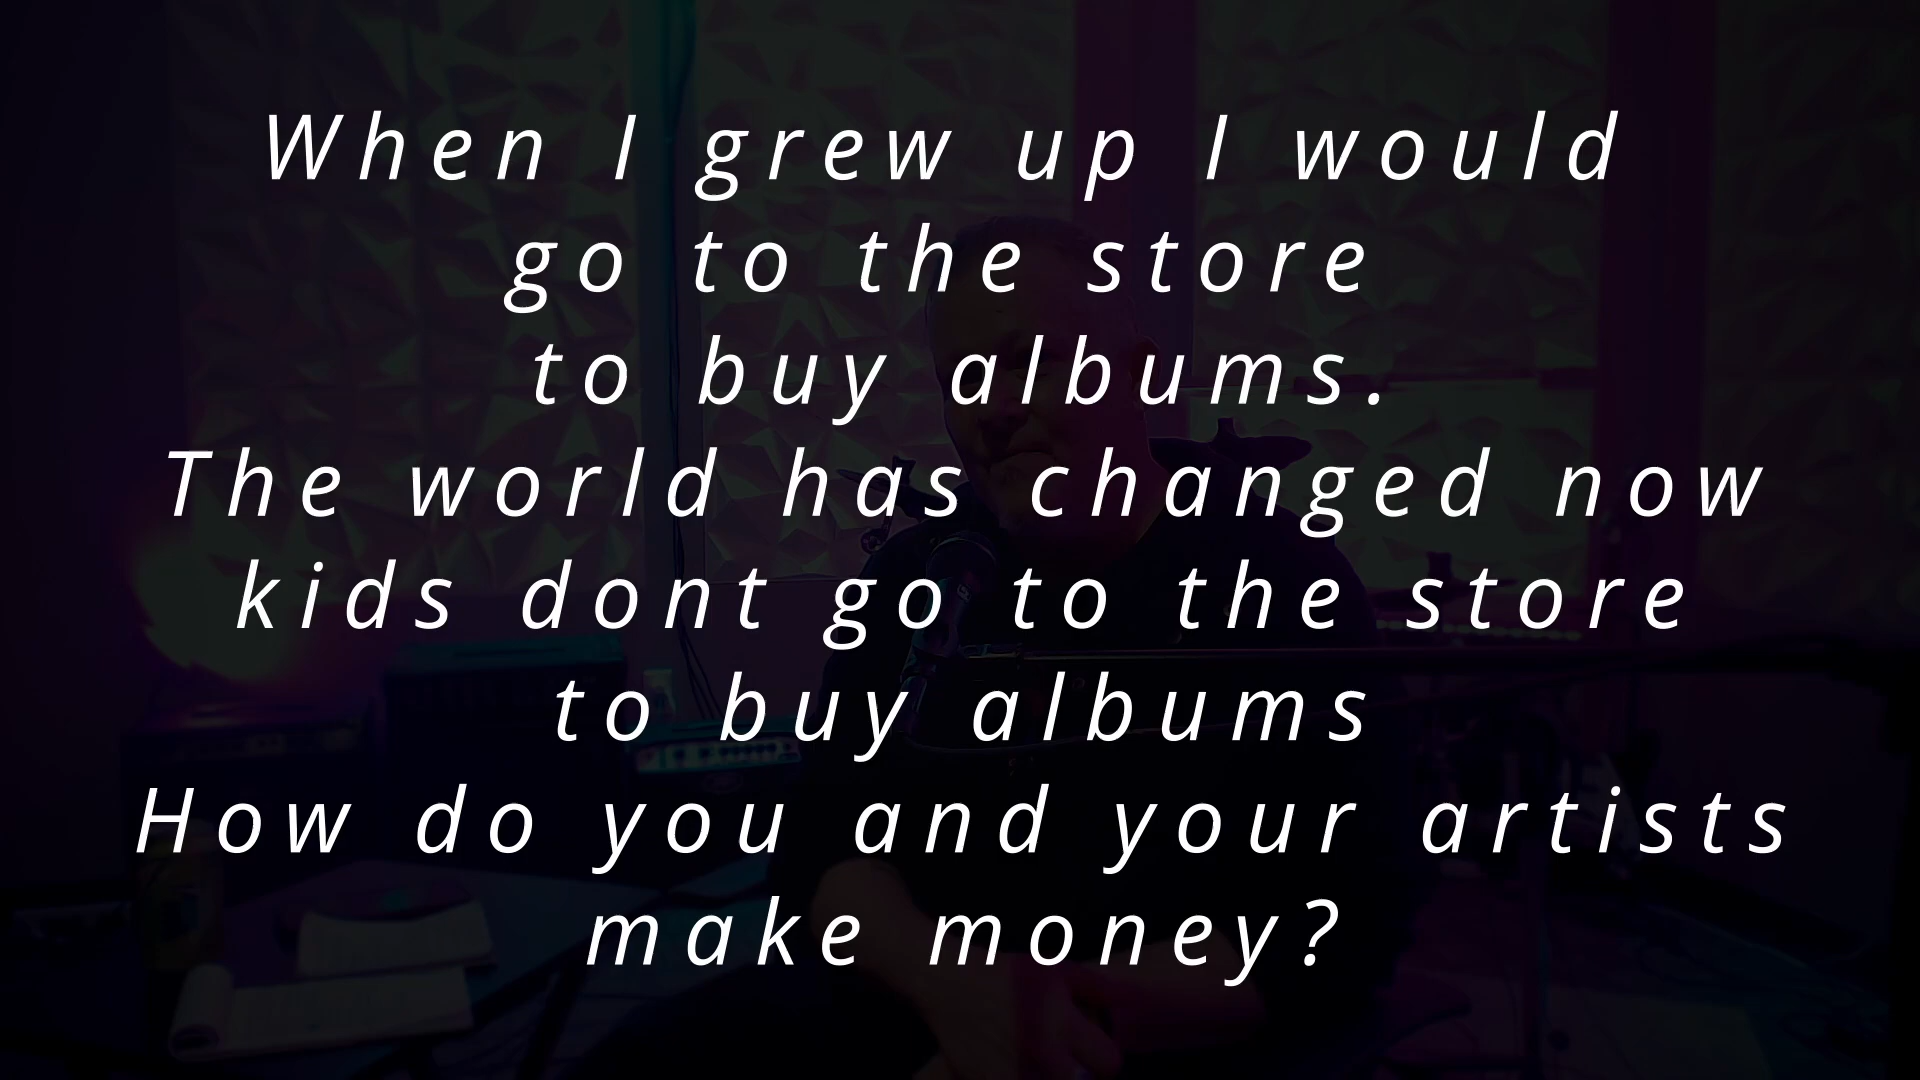 When I grew up I would
go to the store
to buy albums.
The world has changed now
kids dont go to the store
to buy albums
How do you and your artists
make money?